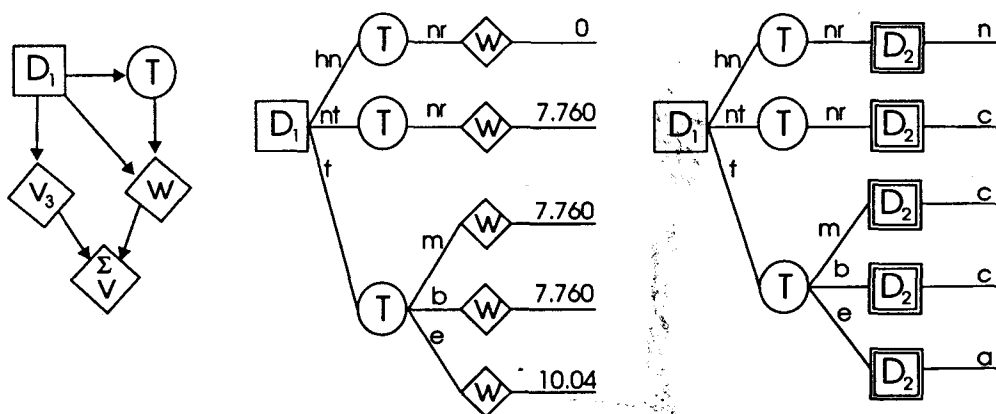 D₁ T
V₃ W
Σ
V
D₁
hn T nr W 0
nt T nr W 7.760
t T
m W 7.760
b W 7.760
e W 10.04
D₁
hn T nr D₂ n
nt T nr D₂ c
t T
m D₂ c
b D₂ c
e D₂ a